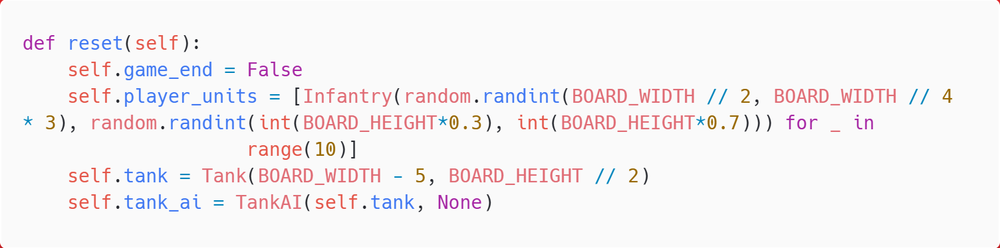 def reset(self):
    self.game_end = False
    self.player_units = [Infantry(random.randint(BOARD_WIDTH // 2, BOARD_WIDTH // 4
* 3), random.randint(int(BOARD_HEIGHT*0.3), int(BOARD_HEIGHT*0.7))) for _ in
                    range(10)]
    self.tank = Tank(BOARD_WIDTH - 5, BOARD_HEIGHT // 2)
    self.tank_ai = TankAI(self.tank, None)